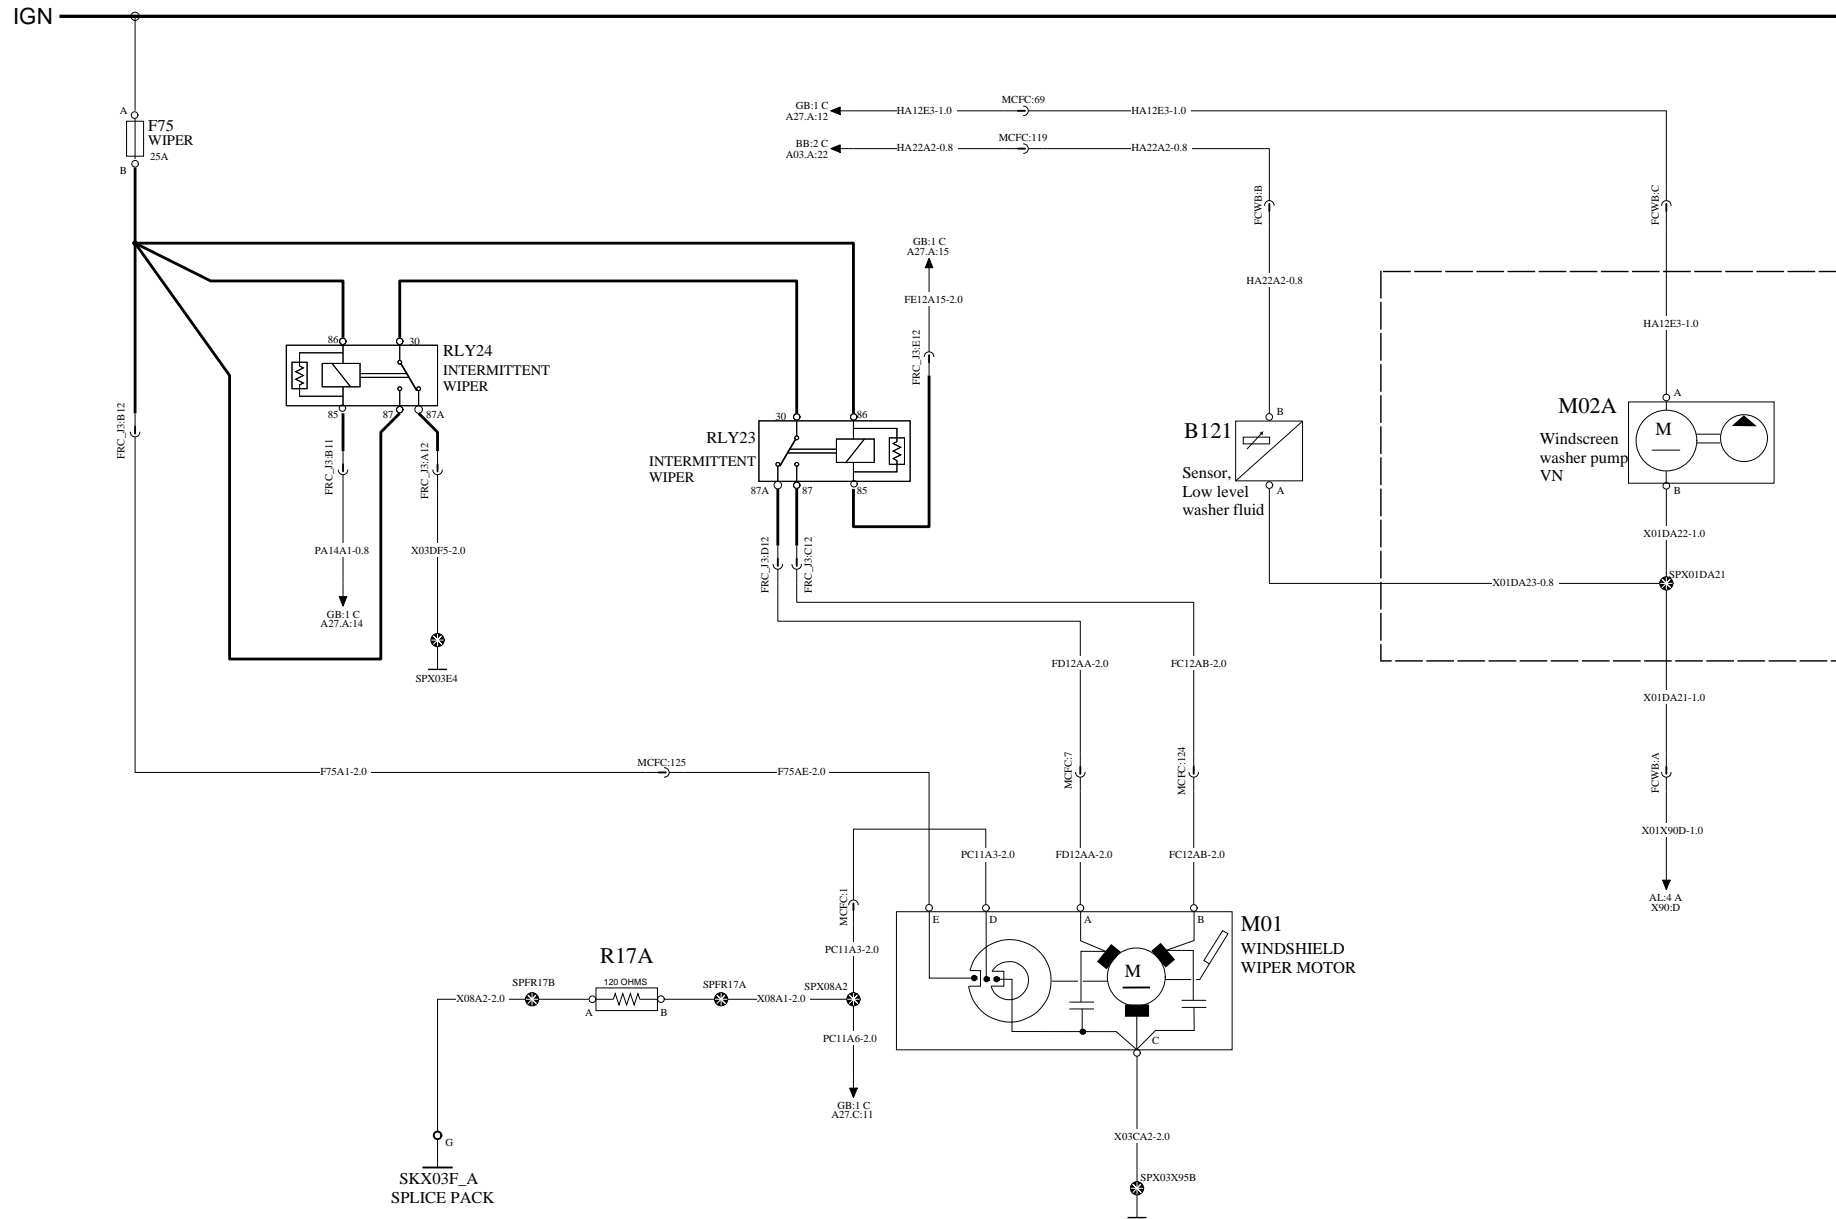 IGN
A
F75
WIPER
25A
B
GB:1 C
A27.A:12
HA12E3-1.0
MCFC:69
HA12E3-1.0
BB:2 C
A03.A:22
HA22A2-0.8
MCFC:119
HA22A2-0.8
FCWB:B
FCWB:C
GB:1 C
A27.A:15
HA22A2-0.8
FE12A15-2.0
HA12E3-1.0
86
30
RLY24
INTERMITTENT
WIPER
FRC_J3:E12
85
87
87A
FRC_J3:B12
FRC_J3:B11
FRC_J3:A12
30
86
RLY23
INTERMITTENT
WIPER
87A
87
85
B
B121
Sensor,
Low level
washer fluid
A
A
M02A
M
Windscreen
washer pump
VN
B
PA14A1-0.8
X03DF5-2.0
FRC_J3:D12
FRC_J3:C12
X01DA22-1.0
X01DA23-0.8
SPX01DA21
GB:1 C
A27.A:14
SPX03E4
FD12AA-2.0
FC12AB-2.0
X01DA21-1.0
F75A1-2.0
MCFC:125
F75AE-2.0
MCFC:7
MCFC:124
FCWB:A
X01X90D-1.0
PC11A3-2.0
FD12AA-2.0
FC12AB-2.0
AL:4 A
X90:D
MCFC:1
E
D
A
B
M01
WINDSHIELD
WIPER MOTOR
M
C
PC11A3-2.0
R17A
SPFR17B
120 OHMS
SPFR17A
SPX08A2
X08A2-2.0
A
B
X08A1-2.0
PC11A6-2.0
GB:1 C
A27.C:11
G
SKX03F_A
SPLICE PACK
X03CA2-2.0
SPX03X95B